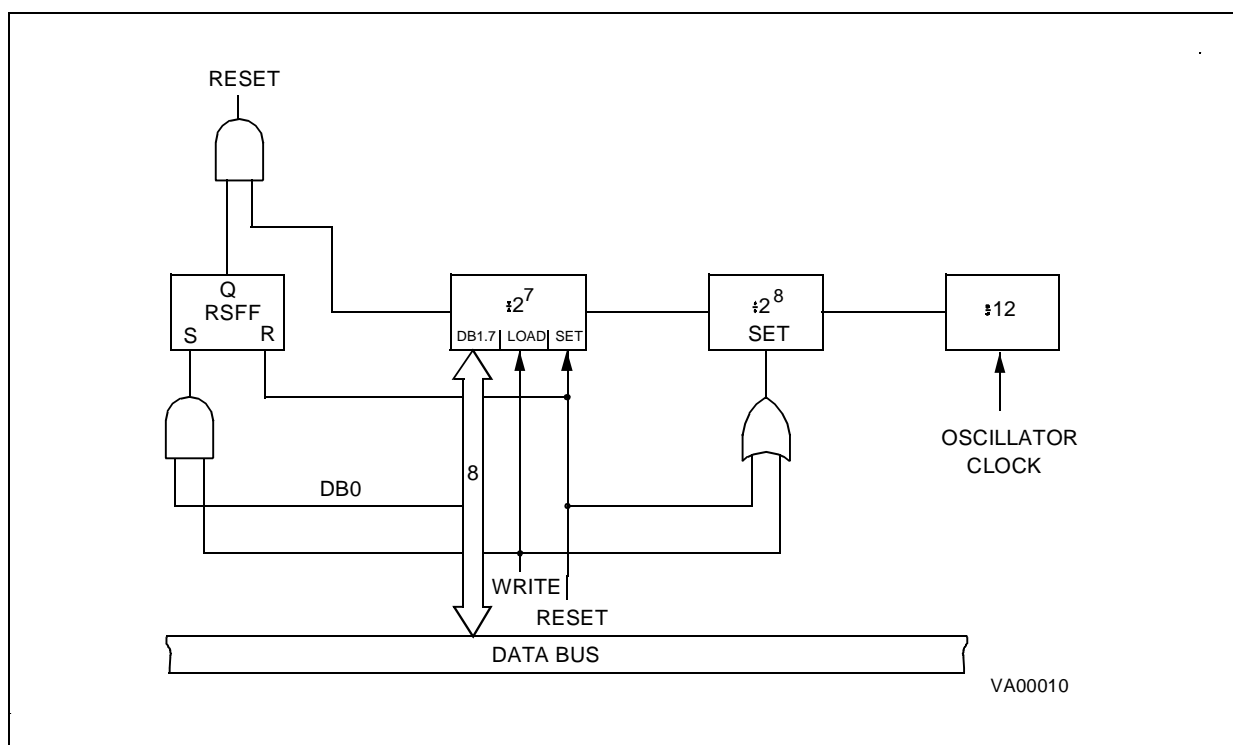 RESET
Q
RSFF
S R
÷2^7
DB1.7 LOAD SET
÷2^8
SET
÷12
OSCILLATOR
CLOCK
8
DB0
WRITE
RESET
DATA BUS
VA00010